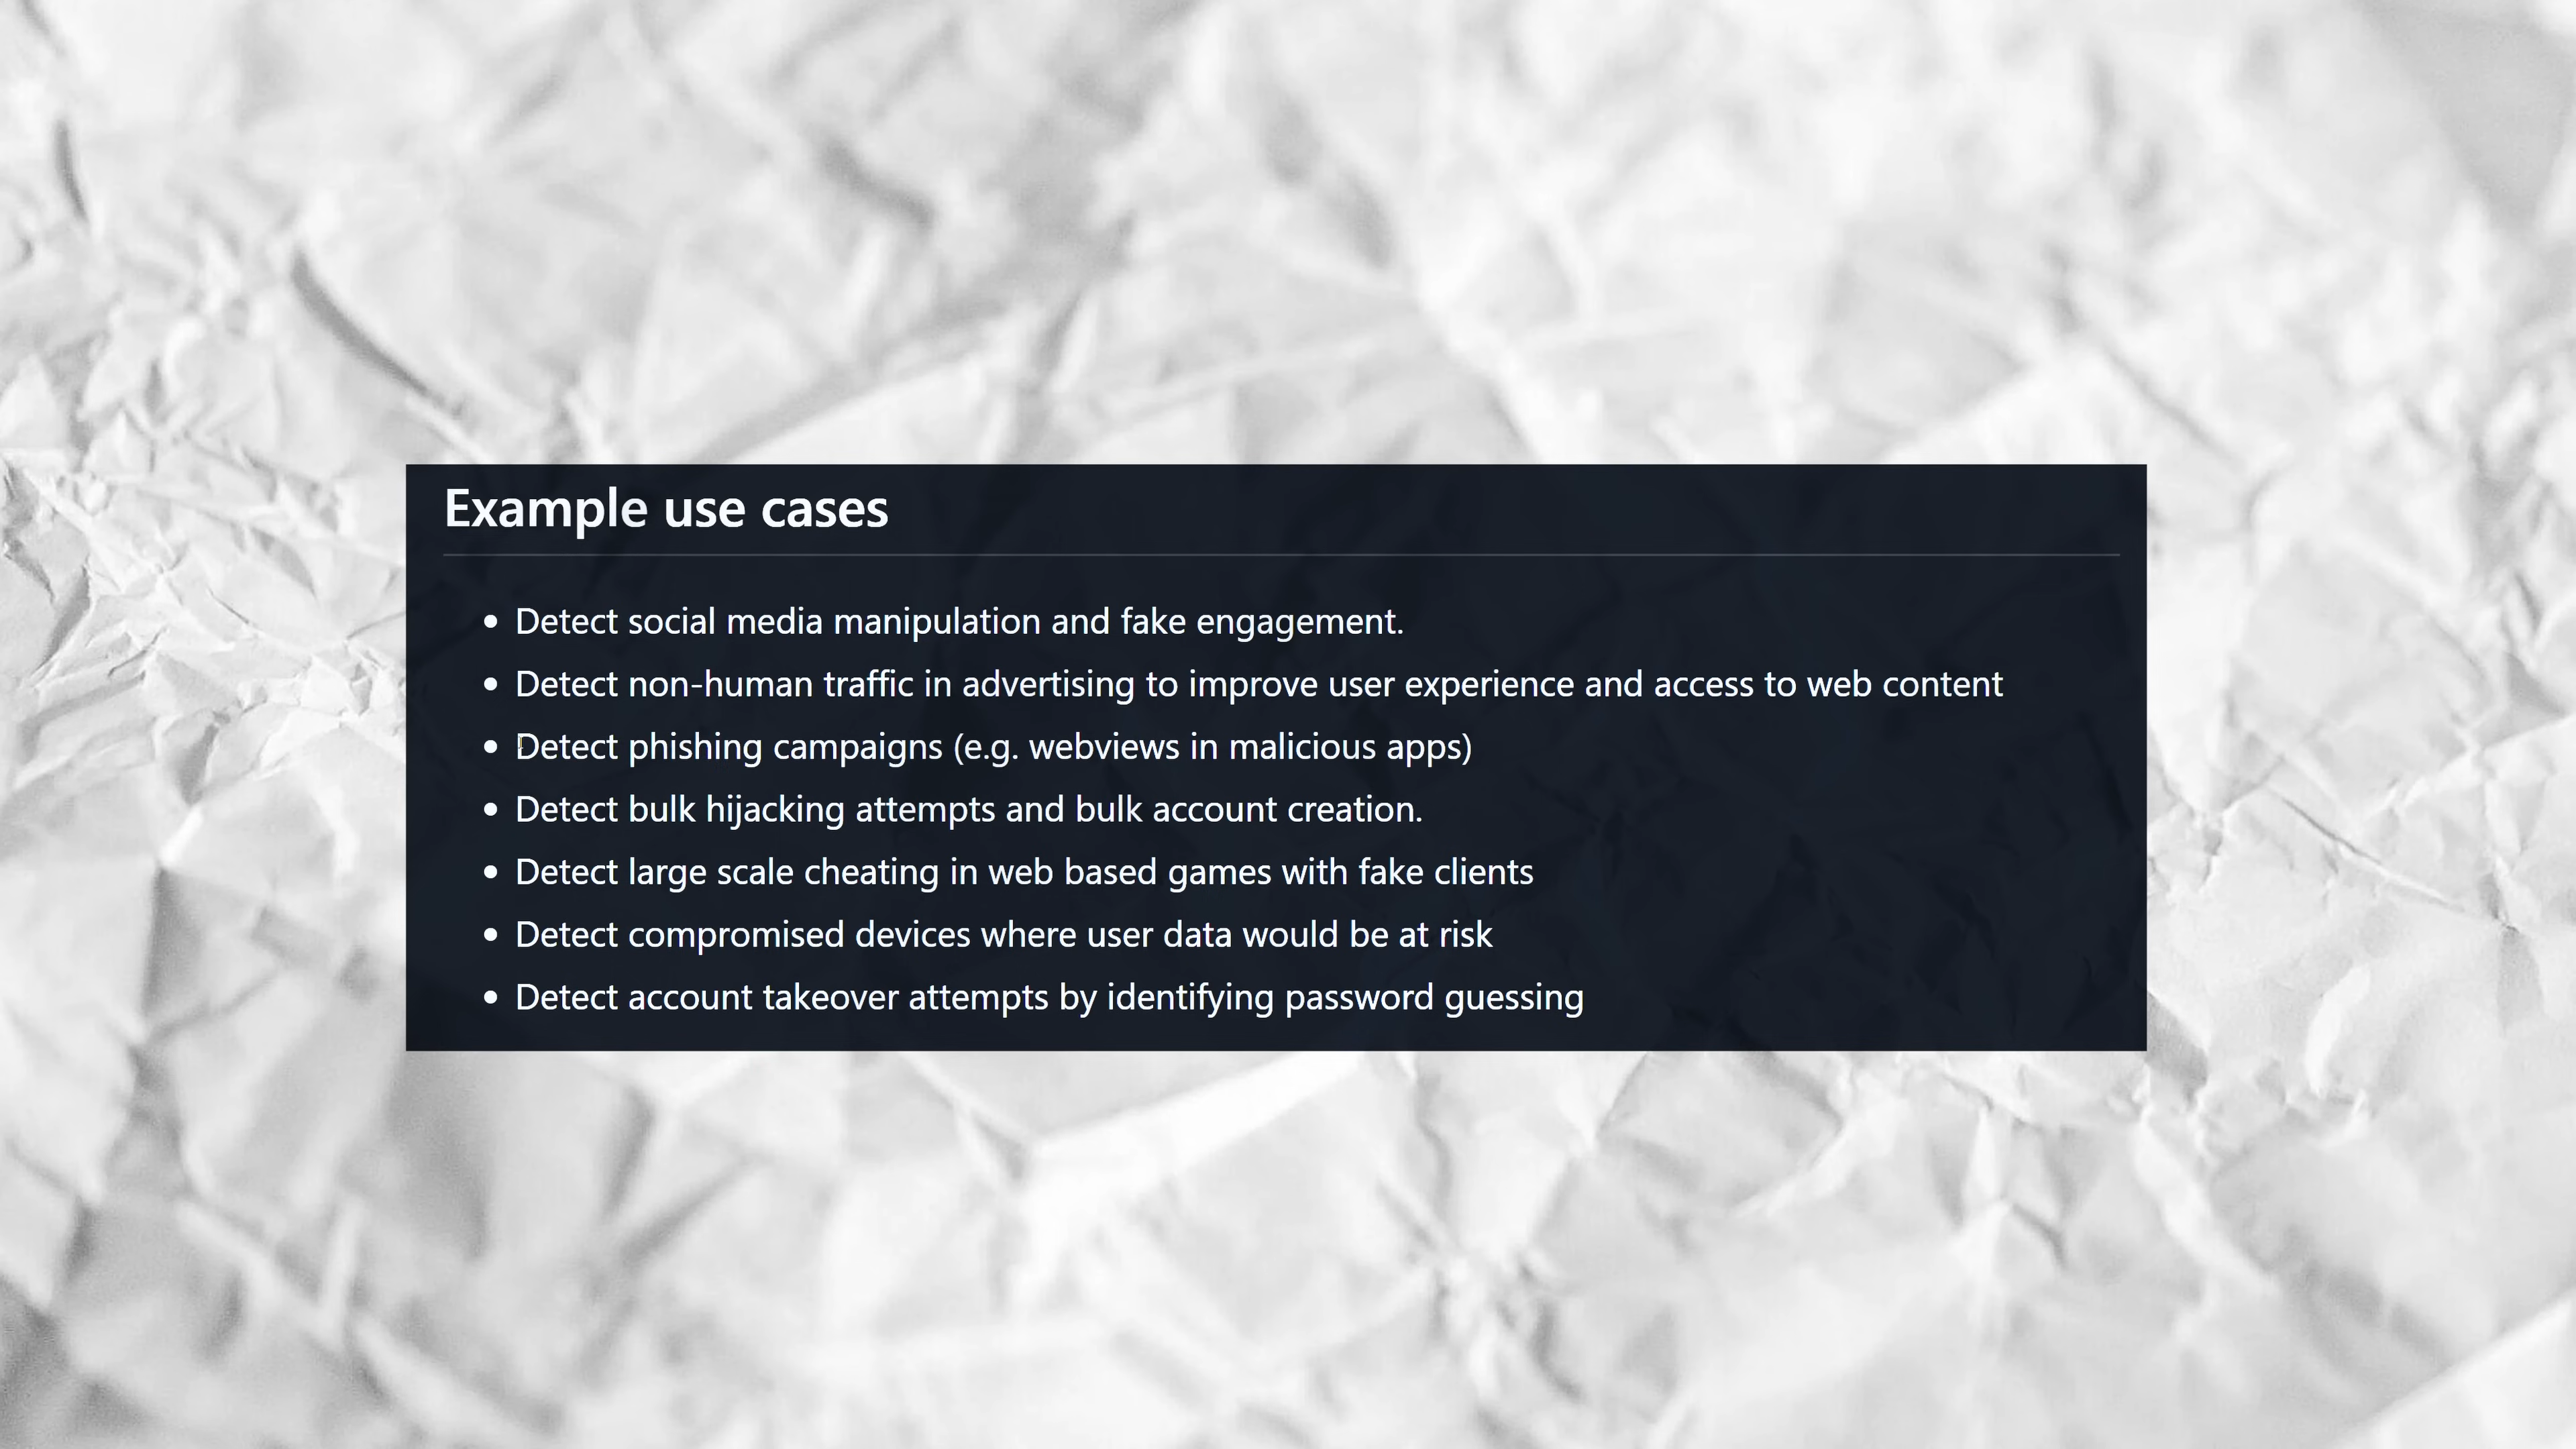 Example use cases
Detect social media manipulation and fake engagement.
Detect non-human traffic in advertising to improve user experience and access to web content
Detect phishing campaigns (e.g. webviews in malicious apps)
Detect bulk hijacking attempts and bulk account creation.
Detect large scale cheating in web based games with fake clients
Detect compromised devices where user data would be at risk
Detect account takeover attempts by identifying password guessing